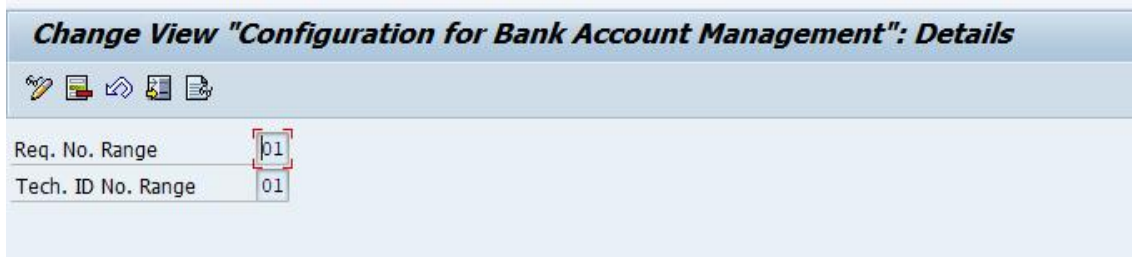 Change View "Configuration for Bank Account Management": Details
Req. No. Range 01
Tech. ID No. Range 01